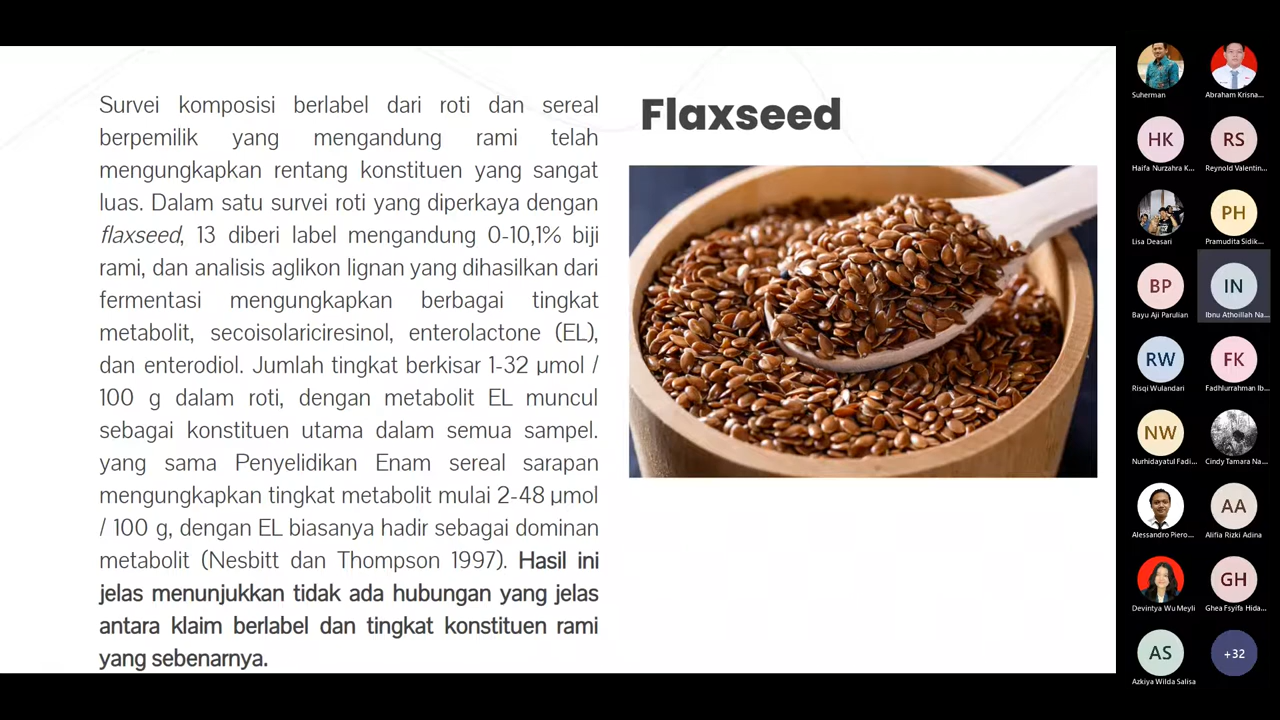 Survei komposisi berlabel dari roti dan sereal
berpemilik yang mengandung rami telah
mengungkapkan rentang konstituen yang sangat
luas. Dalam satu survei roti yang diperkaya dengan
flaxseed, 13 diberi label mengandung 0-10,1% biji
rami, dan analisis aglikon lignan yang dihasilkan dari
fermentasi mengungkapkan berbagai tingkat
metabolit, secoisolariciresinol, enterolactone (EL),
dan enterodiol. Jumlah tingkat berkisar 1-32 μmol /
100 g dalam roti, dengan metabolit EL muncul
sebagai konstituen utama dalam semua sampel.
yang sama Penyelidikan Enam sereal sarapan
mengungkapkan tingkat metabolit mulai 2-48 μmol
/ 100 g, dengan EL biasanya hadir sebagai dominan
metabolit (Nesbitt dan Thompson 1997). Hasil ini
jelas menunjukkan tidak ada hubungan yang jelas
antara klaim berlabel dan tingkat konstituen rami
yang sebenarnya.
Flaxseed
Suherman
Abraham Krisna...
HK
Haifa Nurzahra K...
RS
Reynold Valentin...
Lisa Deasari
PH
Pramudita Sidik...
BP
Bayu Aji Parulian
IN
Ibnu Athoillah Na...
RW
Risqi Wulandari
FK
Fadhlurrahman Ib...
NW
Nurhidayatul Fadi...
Cindy Tamara Na...
Alessandro Piero...
AA
Alifia Rizki Adina
Devintya Wu Meyli
GH
Ghea Fsyifa Hida...
AS
Azkiya Wilda Salisa
+32